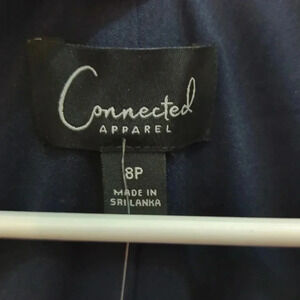 Connected
APPAREL
8P
MADE IN
SRI LANKA